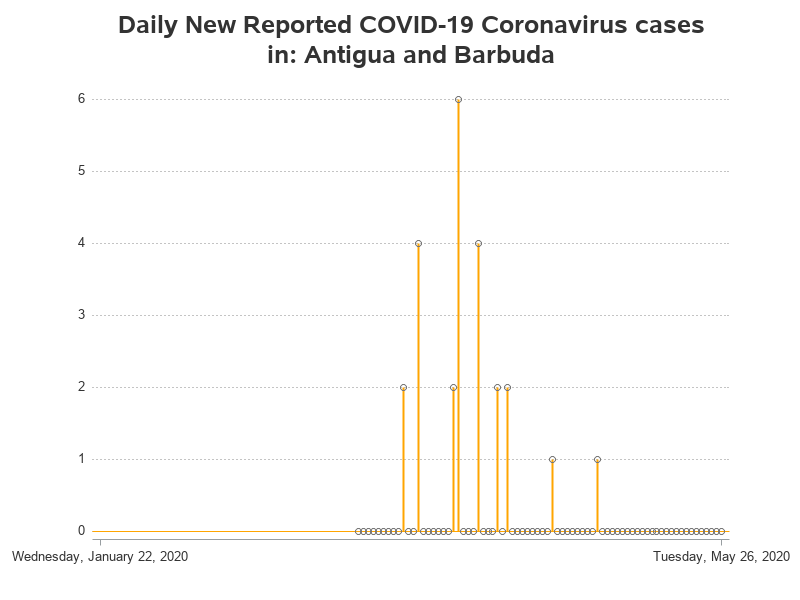 Daily New Reported COVID-19 Coronavirus cases
in: Antigua and Barbuda
6
5
4
3
2
1
0
Wednesday, January 22, 2020
Tuesday, May 26, 2020